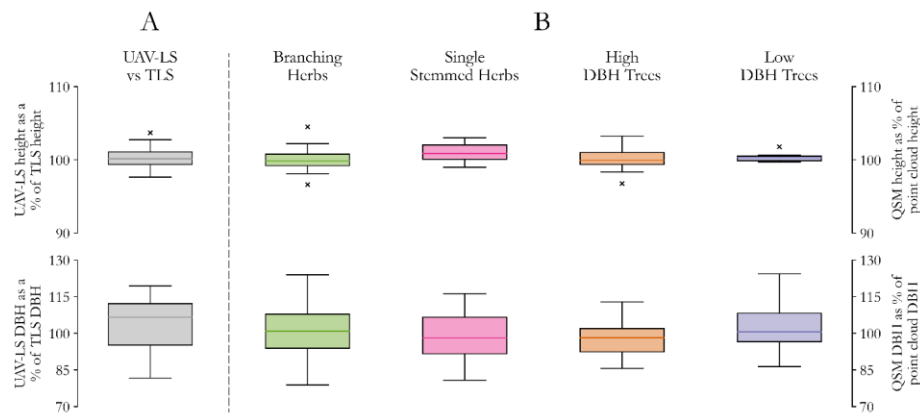 A
B
UAV-LS
vs TLS
Branching
Herbs
Single
Stemmed Herbs
High
DBH Trees
Low
DBH Trees
UAV-LS height as a
% of TLS height
110
100
90
110
100
90
QSM height as % of
point cloud height
UAV-LS DBH as a
% of TLS DBH
130
115
100
85
70
130
115
100
85
70
QSM DBH as % of
point cloud DBH